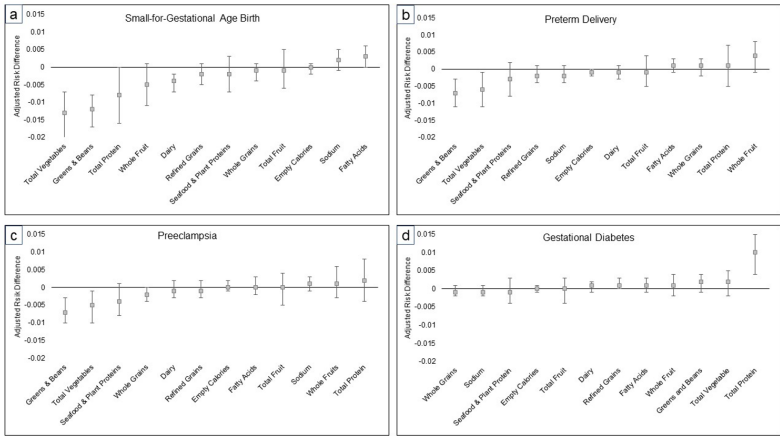 a
Small-for-Gestational Age Birth
Adjusted Risk Difference
0.015
0.01
0.005
0
-0.005
-0.01
-0.015
-0.02
Total Vegetables
Greens & Beans
Total Protein
Whole Fruit
Dairy
Refined Grains
Seafood & Plant Proteins
Whole Grains
Total Fruit
Empty Calories
Sodium
Fatty Acids
b
Preterm Delivery
Adjusted Risk Difference
0.015
0.01
0.005
0
-0.005
-0.01
-0.015
-0.02
Greens & Beans
Total Vegetables
Seafood & Plant Proteins
Refined Grains
Sodium
Empty Calories
Dairy
Total Fruit
Fatty Acids
Whole Grains
Total Protein
Whole Fruit
c
Preeclampsia
Adjusted Risk Difference
0.015
0.01
0.005
0
-0.005
-0.01
-0.015
-0.02
Greens & Beans
Total Vegetables
Seafood & Plant Proteins
Whole Grains
Dairy
Refined Grains
Empty Calories
Fatty Acids
Total Fruit
Sodium
Whole Fruits
Total Protein
d
Gestational Diabetes
Adjusted Risk Difference
0.015
0.01
0.005
0
-0.005
-0.01
-0.015
-0.02
Whole Grains
Sodium
Seafood & Plant Protein
Empty Calories
Total Fruit
Dairy
Refined Grains
Fatty Acids
Whole Fruit
Greens and Beans
Total Vegetable
Total Protein